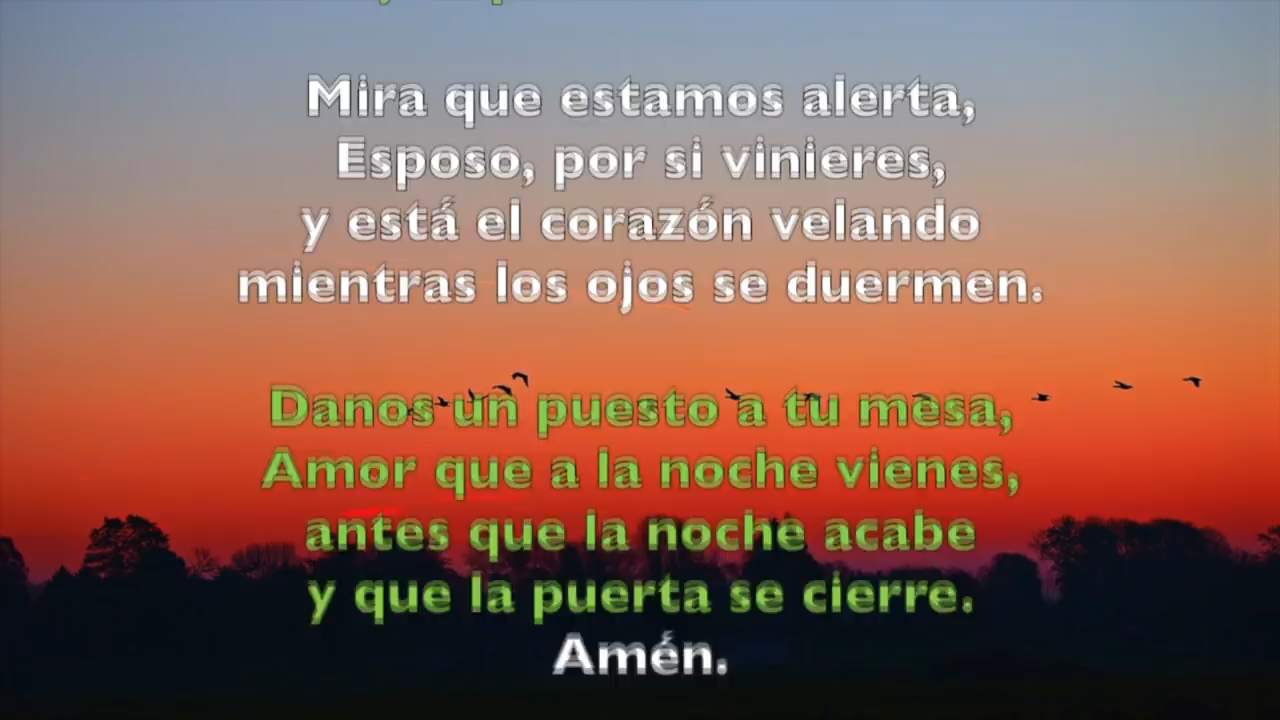 Mira que estamos alerta,
Esposo, por si vinieres,
y está el corazón velando
mientras los ojos se duermen.
Danos un puesto a tu mesa,
Amor que a la noche vienes,
antes que la noche acabe
y que la puerta se cierre.
Amén.